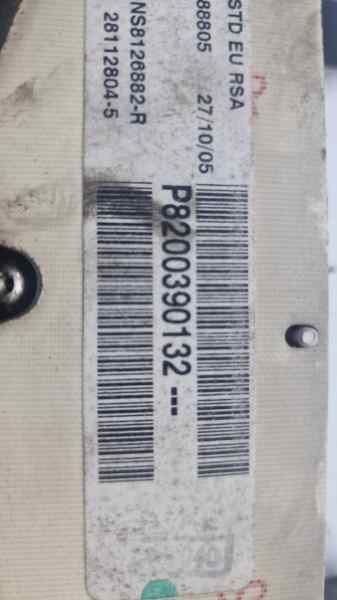 STD EU RSA
88805 27/10/05
P8200390132 ---
NS8126882-R
28112804-5